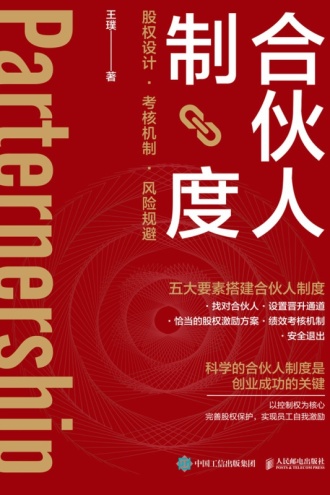 Parternership
王璞——著
股权设计·考核机制·风险规避
合伙人
制度
五大要素搭建合伙人制度
·找对合伙人·设置晋升通道
·恰当的股权激励方案·绩效考核机制
·安全退出
科学的合伙人制度是
创业成功的关键
以控制权为核心
完善股权保护，实现员工自我激励
中国工信出版集团
人民邮电出版社
POSTS & TELECOM PRESS